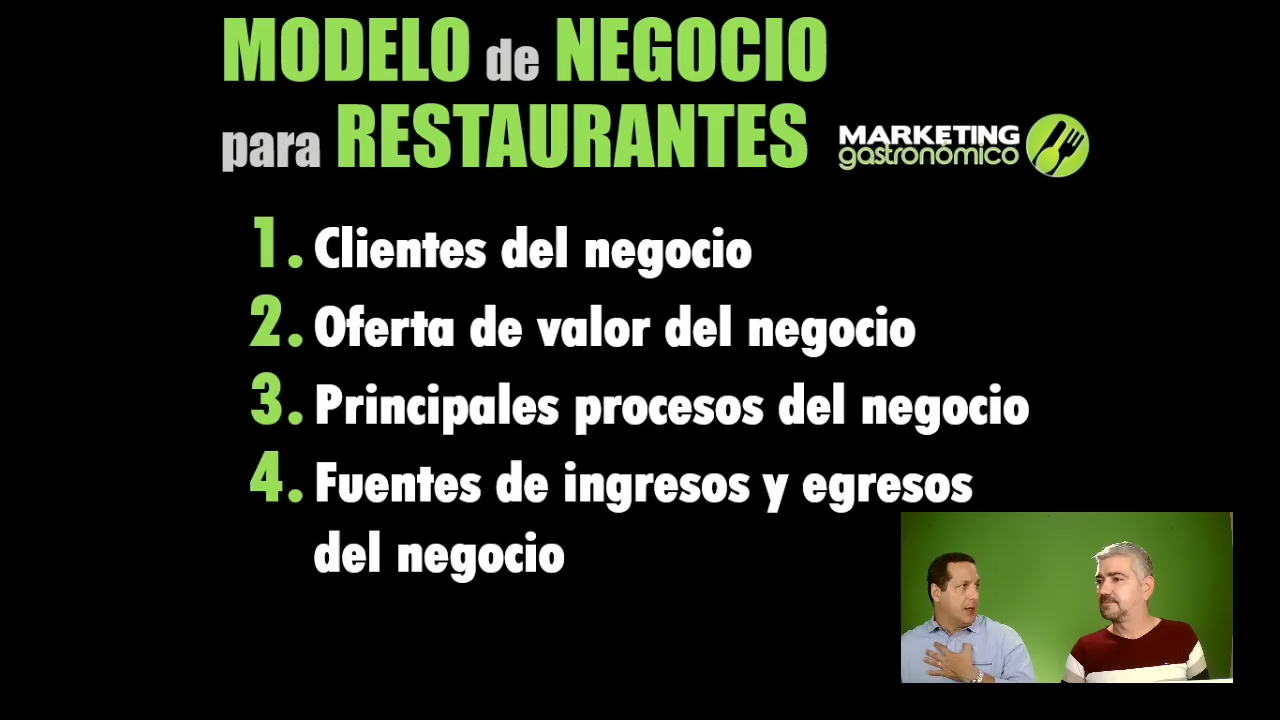 MODELO de NEGOCIO
para RESTAURANTES
MARKETING
gastronómico
1. Clientes del negocio
2. Oferta de valor del negocio
3. Principales procesos del negocio
4. Fuentes de ingresos y egresos
del negocio